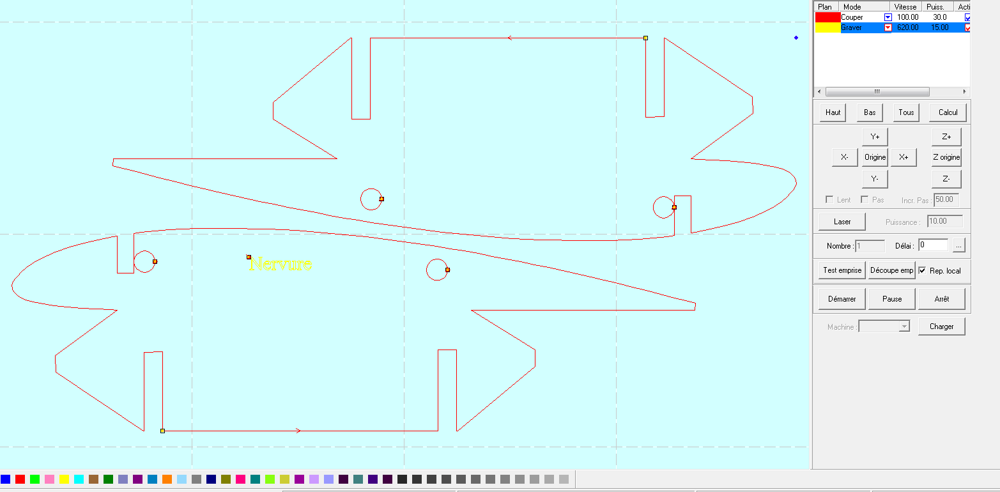 Plan Mode Vitesse Puiss. Acti
Couper 100.00 30.0
Graver 620.00 15.00
Haut Bas Tous Calcul
Y+ Z+
X- Origine X+ Z origine
Y- Z-
Lent Pas Incr. Pas : 50.00
Laser Puissance : 10.00
Nombre : 1 Délai : 0 ...
Test emprise Découpe emp Rep. local
Démarrer Pause Arrêt
Machine : Charger
Nervure